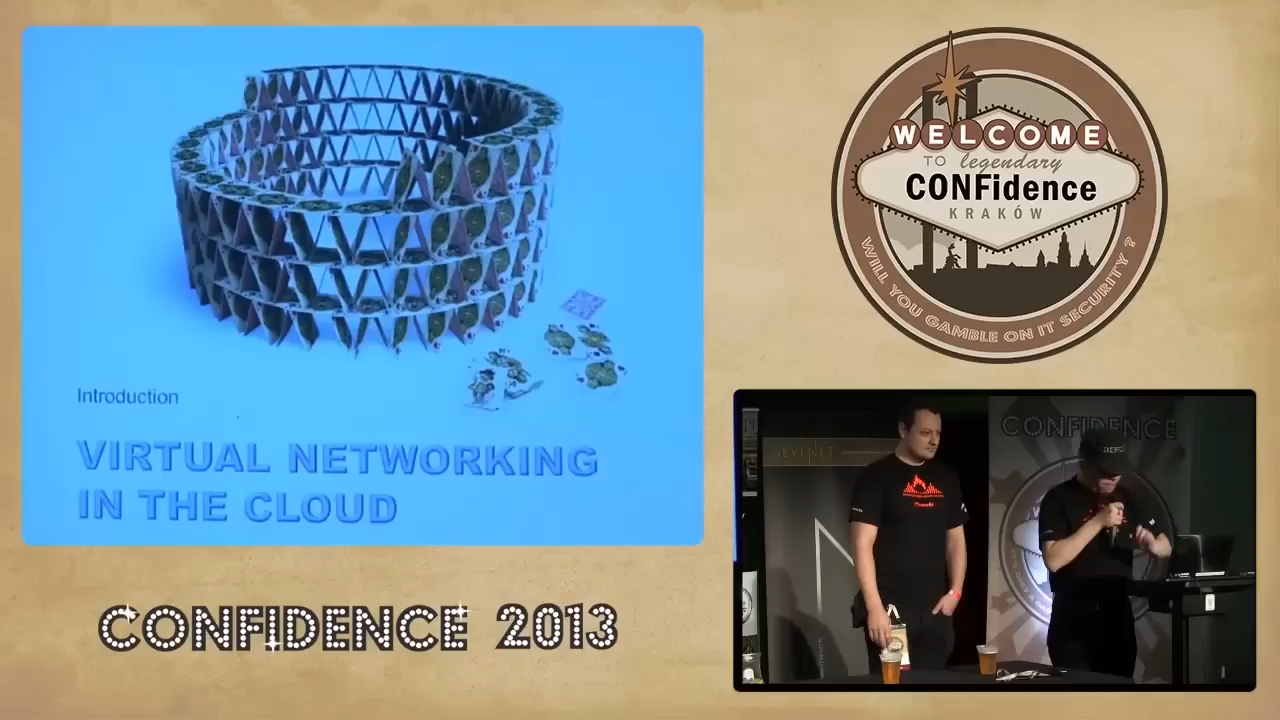 Introduction
VIRTUAL NETWORKING
IN THE CLOUD
CONFIDENCE 2013
WELCOME
TO legendary
CONFidence
KRAKÓW
WILL YOU GAMBLE ON IT SECURITY ?
CONFIDENCE